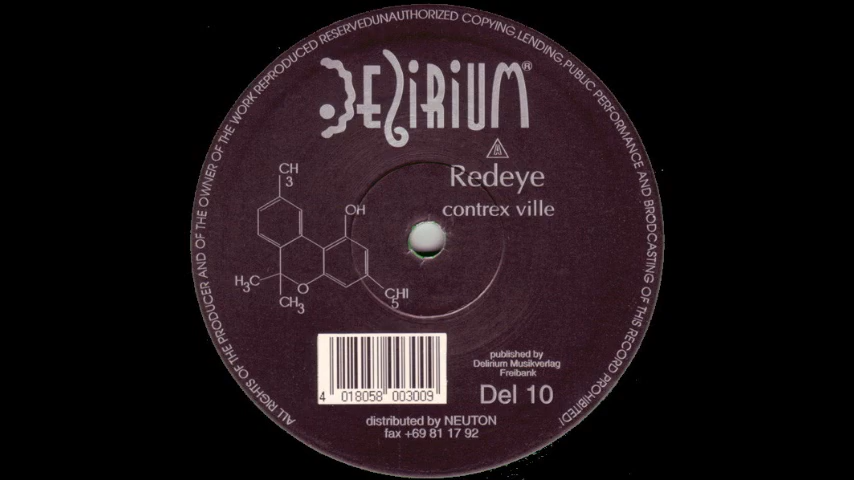 ALL RIGHTS OF THE PRODUCER AND OF THE OWNER OF THE WORK REPRODUCED RESERVEDUNAUTHORIZED COPYING, LENDING, PUBLIC PERFORMANCE AND BRODCASTING OF THIS RECORD PROHIBITED!
DELIRIUM®
A
Redeye
contrex ville
CH
3
OH
H3C
O
CH3
CHI
5
published by
Delirium Musikverlag
Freibank
Del 10
4 018058 003009
distributed by NEUTON
fax +69 81 17 92